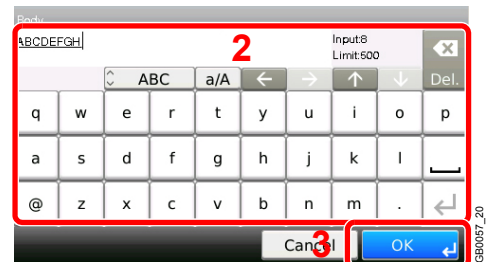 Body
ABCDEFGH
2
Input:8
Limit:500
ABC a/A Del.
q w e r t y u i o p
a s d f g h j k l
@ z x c v b n m .
Cancel 3 OK
GB0057_20